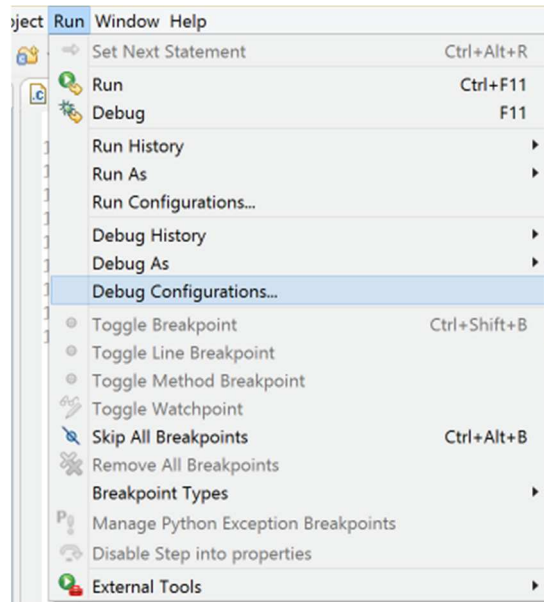 ject Run Window Help
Set Next Statement Ctrl+Alt+R
.c
Run Ctrl+F11
Debug F11
Run History
Run As
Run Configurations...
Debug History
Debug As
Debug Configurations...
Toggle Breakpoint Ctrl+Shift+B
Toggle Line Breakpoint
Toggle Method Breakpoint
Toggle Watchpoint
Skip All Breakpoints Ctrl+Alt+B
Remove All Breakpoints
Breakpoint Types
Manage Python Exception Breakpoints
Disable Step into properties
External Tools